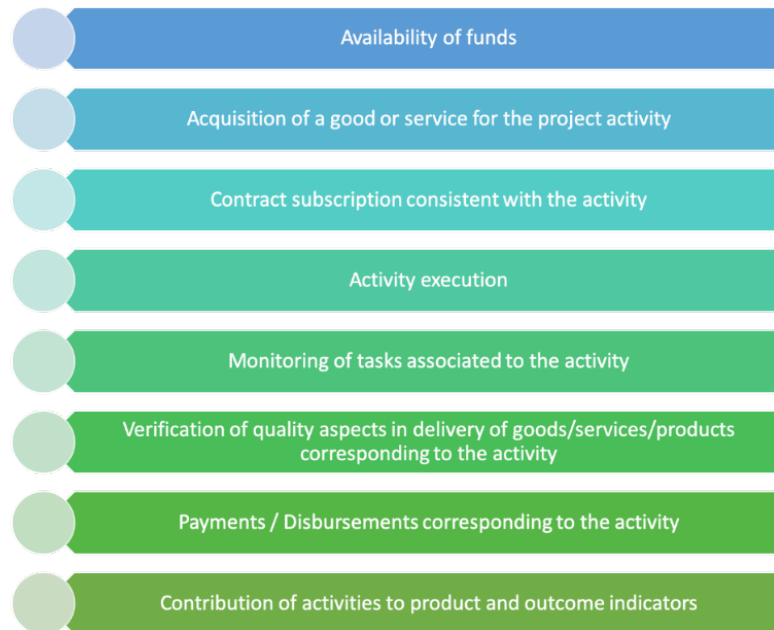 Availability of funds
Acquisition of a good or service for the project activity
Contract subscription consistent with the activity
Activity execution
Monitoring of tasks associated to the activity
Verification of quality aspects in delivery of goods/services/products
corresponding to the activity
Payments / Disbursements corresponding to the activity
Contribution of activities to product and outcome indicators